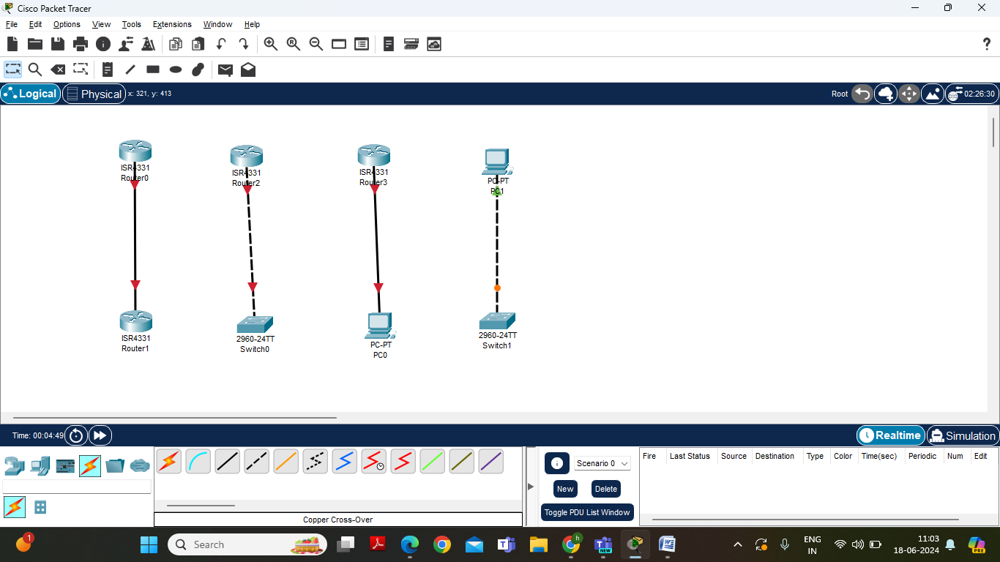 Cisco Packet Tracer
File Edit Options View Tools Extensions Window Help
Logical Physical x: 321, y: 413 Root 02:26:30
ISR4331
Router0
ISR4331
Router2
ISR4331
Router3
PC-PT
PC1
ISR4331
Router1
2960-24TT
Switch0
PC-PT
PC0
2960-24TT
Switch1
Time: 00:04:49 Realtime Simulation
Scenario 0
New Delete
Toggle PDU List Window
Fire Last Status Source Destination Type Color Time(sec) Periodic Num Edit
Copper Cross-Over
1 Search h NEW ENG
IN 11:03
18-06-2024 PRE